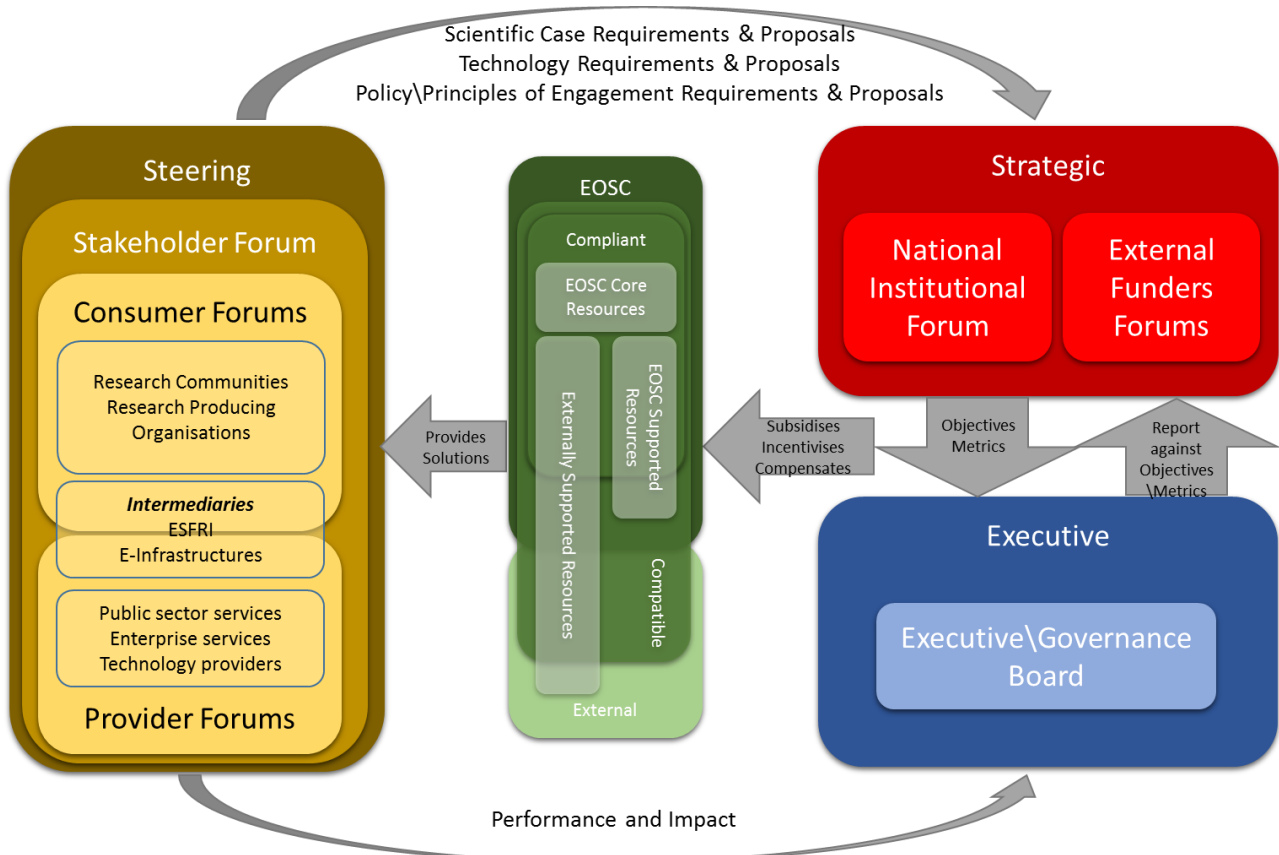 Scientific Case Requirements & Proposals
Technology Requirements & Proposals
Policy\Principles of Engagement Requirements & Proposals
Steering
Stakeholder Forum
Consumer Forums
Research Communities
Research Producing
Organisations
Intermediaries
ESFRI
E-Infrastructures
Public sector services
Enterprise services
Technology providers
Provider Forums
Provides
Solutions
EOSC
Compliant
EOSC Core
Resources
EOSC Supported
Resources
Externally Supported Resources
Compatible
External
Subsidises
Incentivises
Compensates
Strategic
National
Institutional
Forum
External
Funders
Forums
Objectives
Metrics
Report
against
Objectives
\Metrics
Executive
Executive\Governance
Board
Performance and Impact